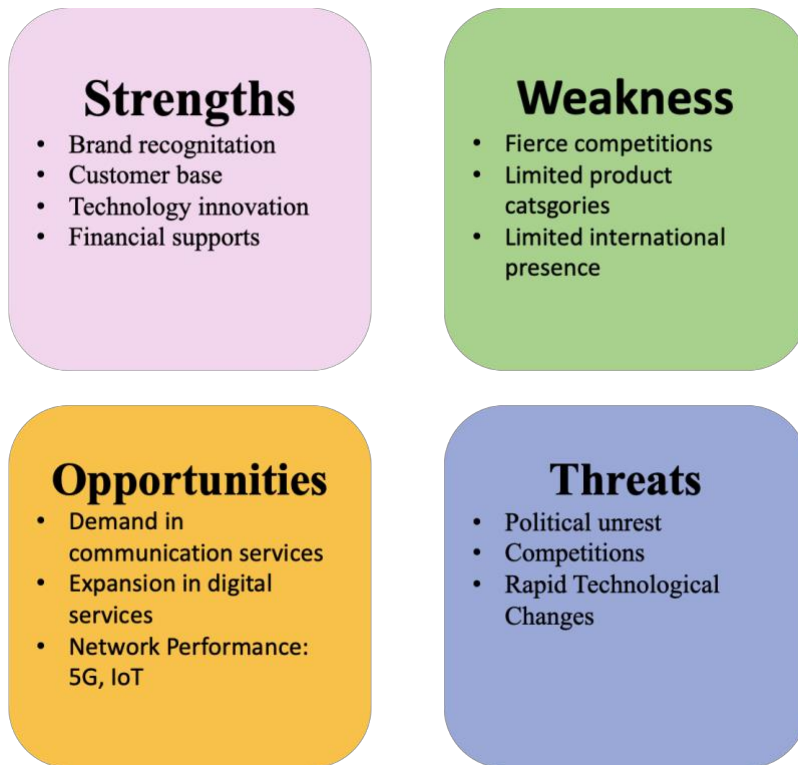 Strengths
• Brand recognitation
• Customer base
• Technology innovation
• Financial supports
Weakness
• Fierce competitions
• Limited product
catsgories
• Limited international
presence
Opportunities
• Demand in
communication services
• Expansion in digital
services
• Network Performance:
5G, IoT
Threats
• Political unrest
• Competitions
• Rapid Technological
Changes